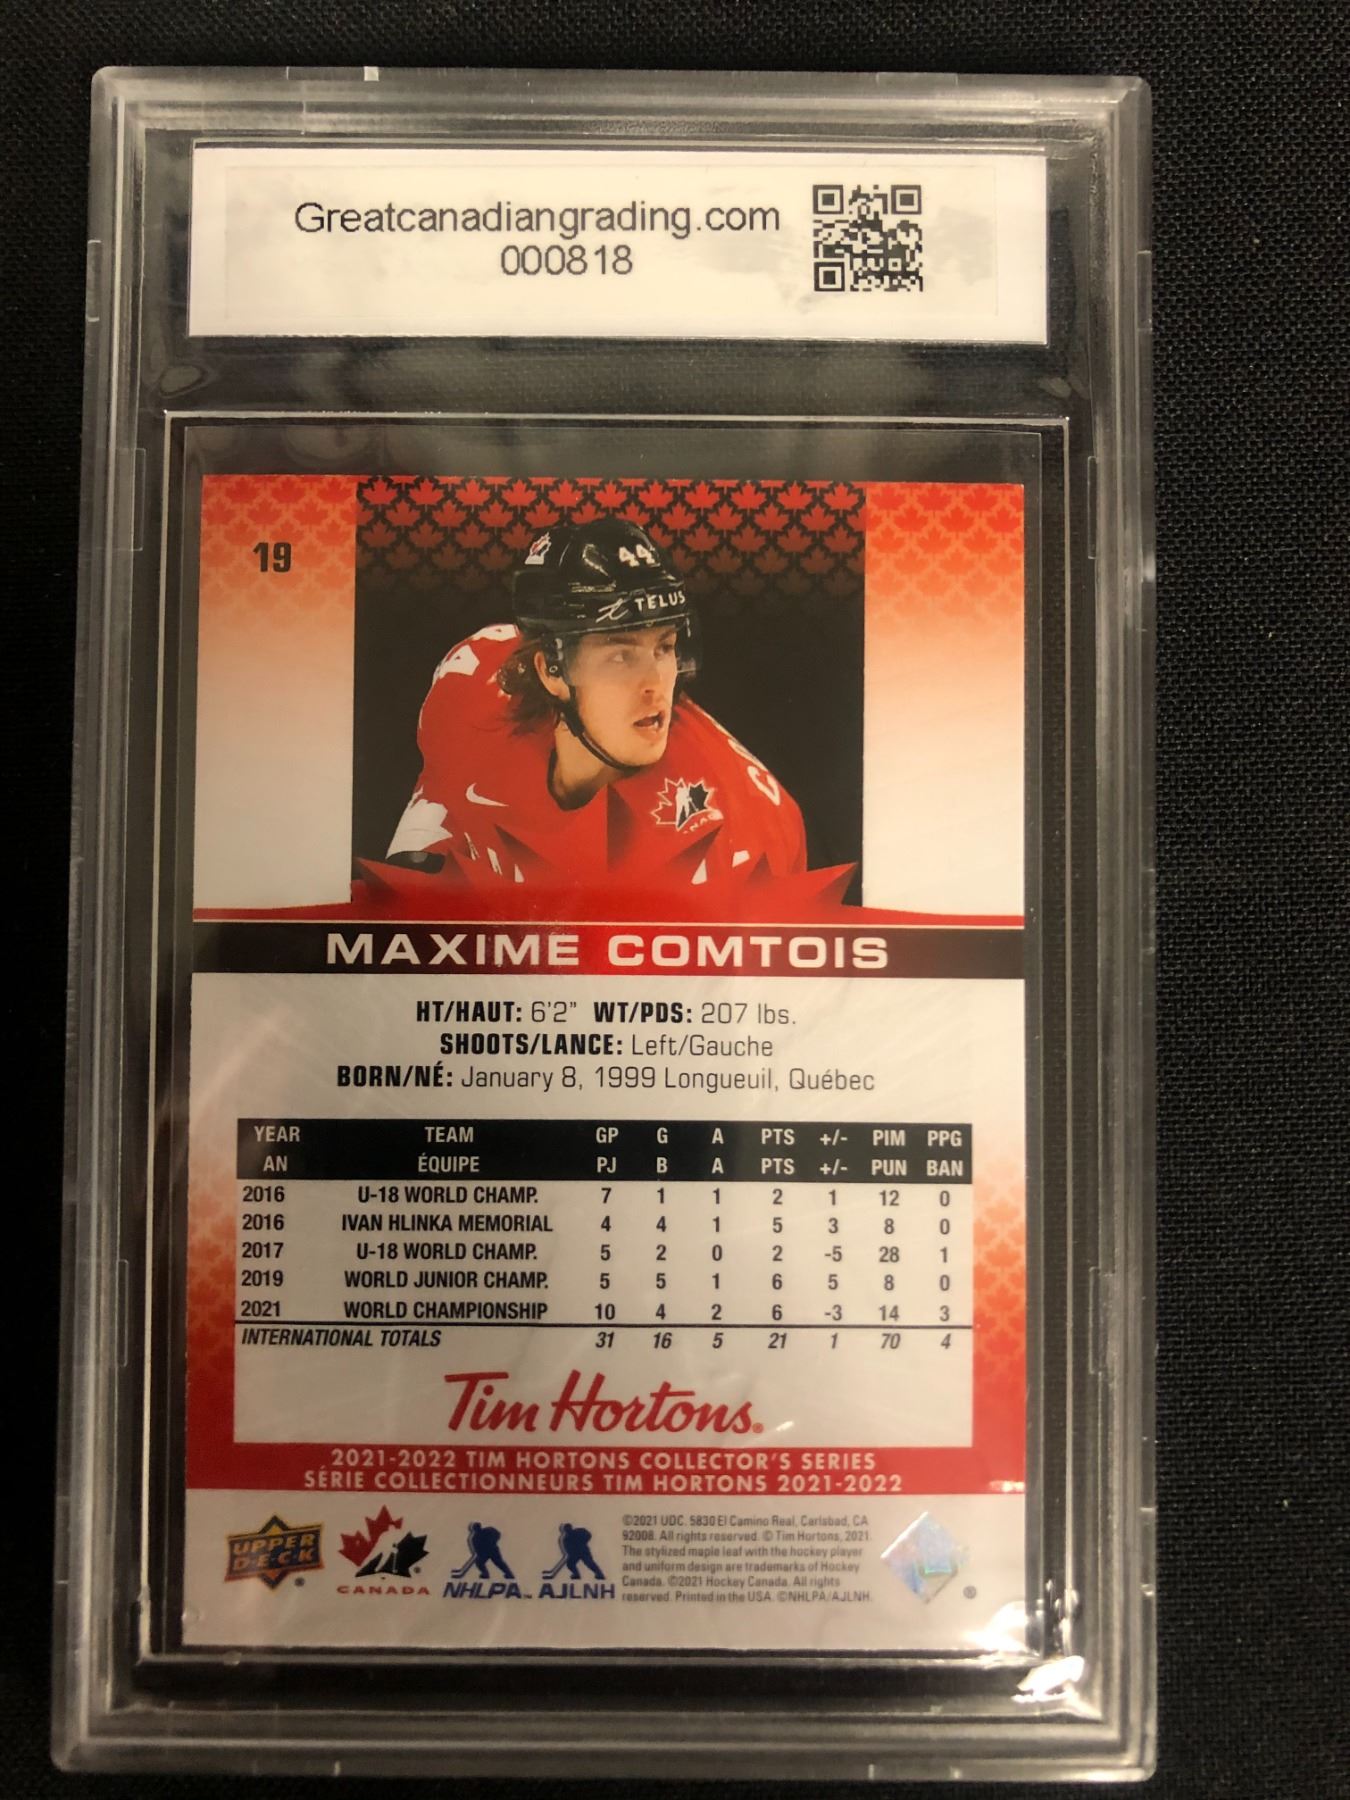 Greatcanadiangrading.com
000818
19
44
TELUS
MAXIME COMTOIS
HT/HAUT: 6'2" WT/PDS: 207 lbs.
SHOOTS/LANCE: Left/Gauche
BORN/NÉ: January 8, 1999 Longueuil, Québec
YEAR TEAM GP G A PTS +/- PIM PPG
AN ÉQUIPE PJ B A PTS +/- PUN BAN
2016 U-18 WORLD CHAMP. 7 1 1 2 1 12 0
2016 IVAN HLINKA MEMORIAL 4 4 1 5 3 8 0
2017 U-18 WORLD CHAMP. 5 2 0 2 -5 28 1
2019 WORLD JUNIOR CHAMP. 5 5 1 6 5 8 0
2021 WORLD CHAMPIONSHIP 10 4 2 6 -3 14 3
INTERNATIONAL TOTALS 31 16 5 21 1 70 4
Tim Hortons®
2021-2022 TIM HORTONS COLLECTOR'S SERIES
SÉRIE COLLECTIONNEURS TIM HORTONS 2021-2022
UPPER DECK®
CANADA
NHLPA™ AJLNH
©2021 UDC. 5830 El Camino Real, Carlsbad, CA
92008. All rights reserved. © Tim Hortons, 2021.
The stylized maple leaf with the hockey player
and uniform design are trademarks of Hockey
Canada. ©2021 Hockey Canada. All rights
reserved. Printed in the USA. ©NHLPA/AJLNH.
®